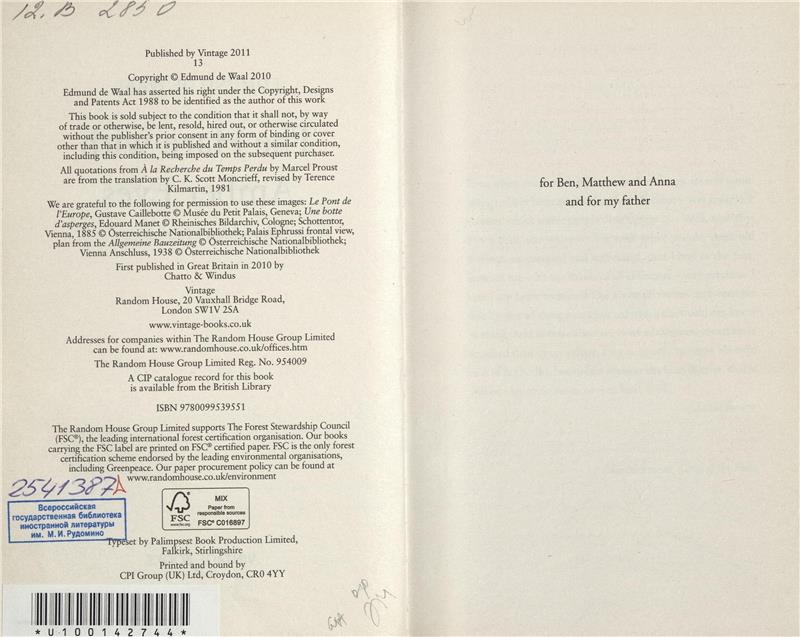 12. B 2850
Published by Vintage 2011
13
Copyright © Edmund de Waal 2010
Edmund de Waal has asserted his right under the Copyright, Designs
and Patents Act 1988 to be identified as the author of this work
This book is sold subject to the condition that it shall not, by way
of trade or otherwise, be lent, resold, hired out, or otherwise circulated
without the publisher's prior consent in any form of binding or cover
other than that in which it is published and without a similar condition,
including this condition, being imposed on the subsequent purchaser.
All quotations from À la Recherche du Temps Perdu by Marcel Proust
are from the translation by C. K. Scott Moncrieff, revised by Terence
Kilmartin, 1981
We are grateful to the following for permission to use these images: Le Pont de
l'Europe, Gustave Caillebotte © Musée du Petit Palais, Geneva; Une botte
d'asperges, Edouard Manet © Rheinisches Bildarchiv, Cologne; Schottentor,
Vienna, 1885 © Österreichische Nationalbibliothek; Palais Ephrussi frontal view,
plan from the Allgemeine Bauzeitung © Österreichische Nationalbibliothek;
Vienna Anschluss, 1938 © Österreichische Nationalbibliothek
First published in Great Britain in 2010 by
Chatto & Windus
Vintage
Random House, 20 Vauxhall Bridge Road,
London SW1V 2SA
www.vintage-books.co.uk
Addresses for companies within The Random House Group Limited
can be found at: www.randomhouse.co.uk/offices.htm
The Random House Group Limited Reg. No. 954009
A CIP catalogue record for this book
is available from the British Library
ISBN 9780099539551
The Random House Group Limited supports The Forest Stewardship Council
(FSC®), the leading international forest certification organisation. Our books
carrying the FSC label are printed on FSC® certified paper. FSC is the only forest
certification scheme endorsed by the leading environmental organisations,
including Greenpeace. Our paper procurement policy can be found at
www.randomhouse.co.uk/environment
2541387
FSC
www.fsc.org
MIX
Paper from
responsible sources
FSC® C016897
Всероссийская
государственная библиотека
иностранной литературы
им. М.И.Рудомино
Typeset by Palimpsest Book Production Limited,
Falkirk, Stirlingshire
Printed and bound by
CPI Group (UK) Ltd, Croydon, CR0 4YY
*U100142744*
for Ben, Matthew and Anna
and for my father